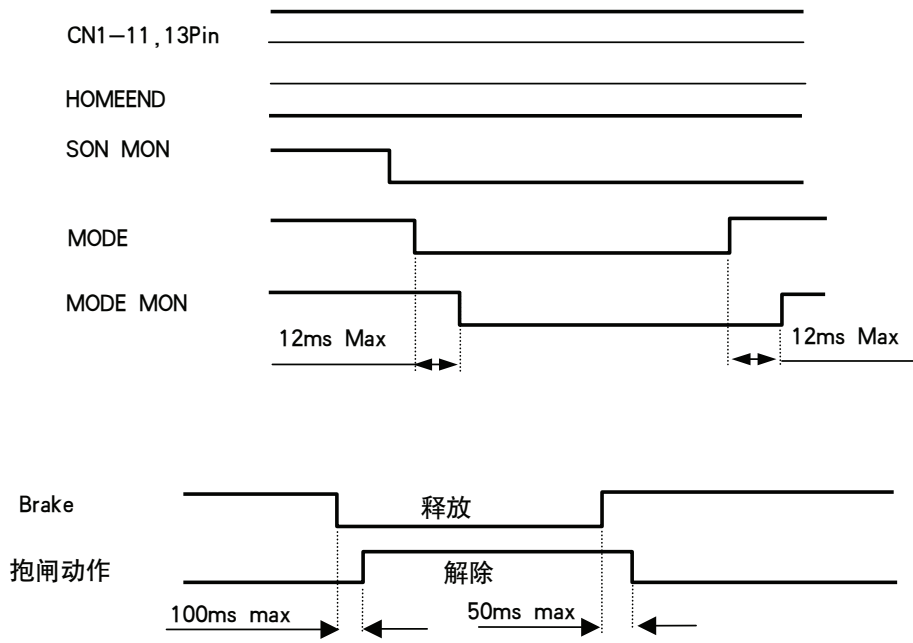 CN1-11,13Pin
HOMEEND
SON MON
MODE
MODE MON
12ms Max
12ms Max
Brake
释放
抱闸动作
解除
100ms max
50ms max